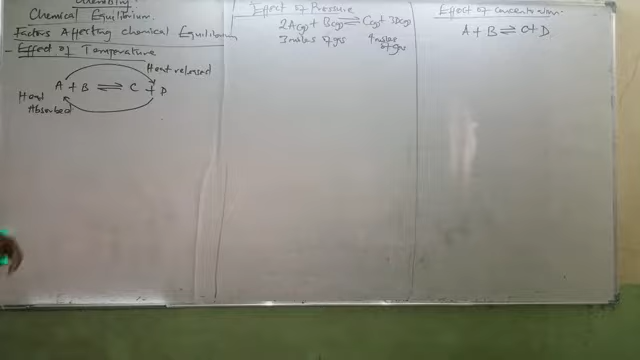 Chemistry.
Chemical Equilibrium.
Factors Affecting chemical Equilibrium
- Effect of Temperature
Heat released
A + B ⇌ C + D
Heat
Absorbed
Effect of Pressure
2A(g) + B(g) ⇌ C(g) + 3D(g)
3 moles of gas 4 moles
of gas
Effect of Concentration.
A + B ⇌ C + D